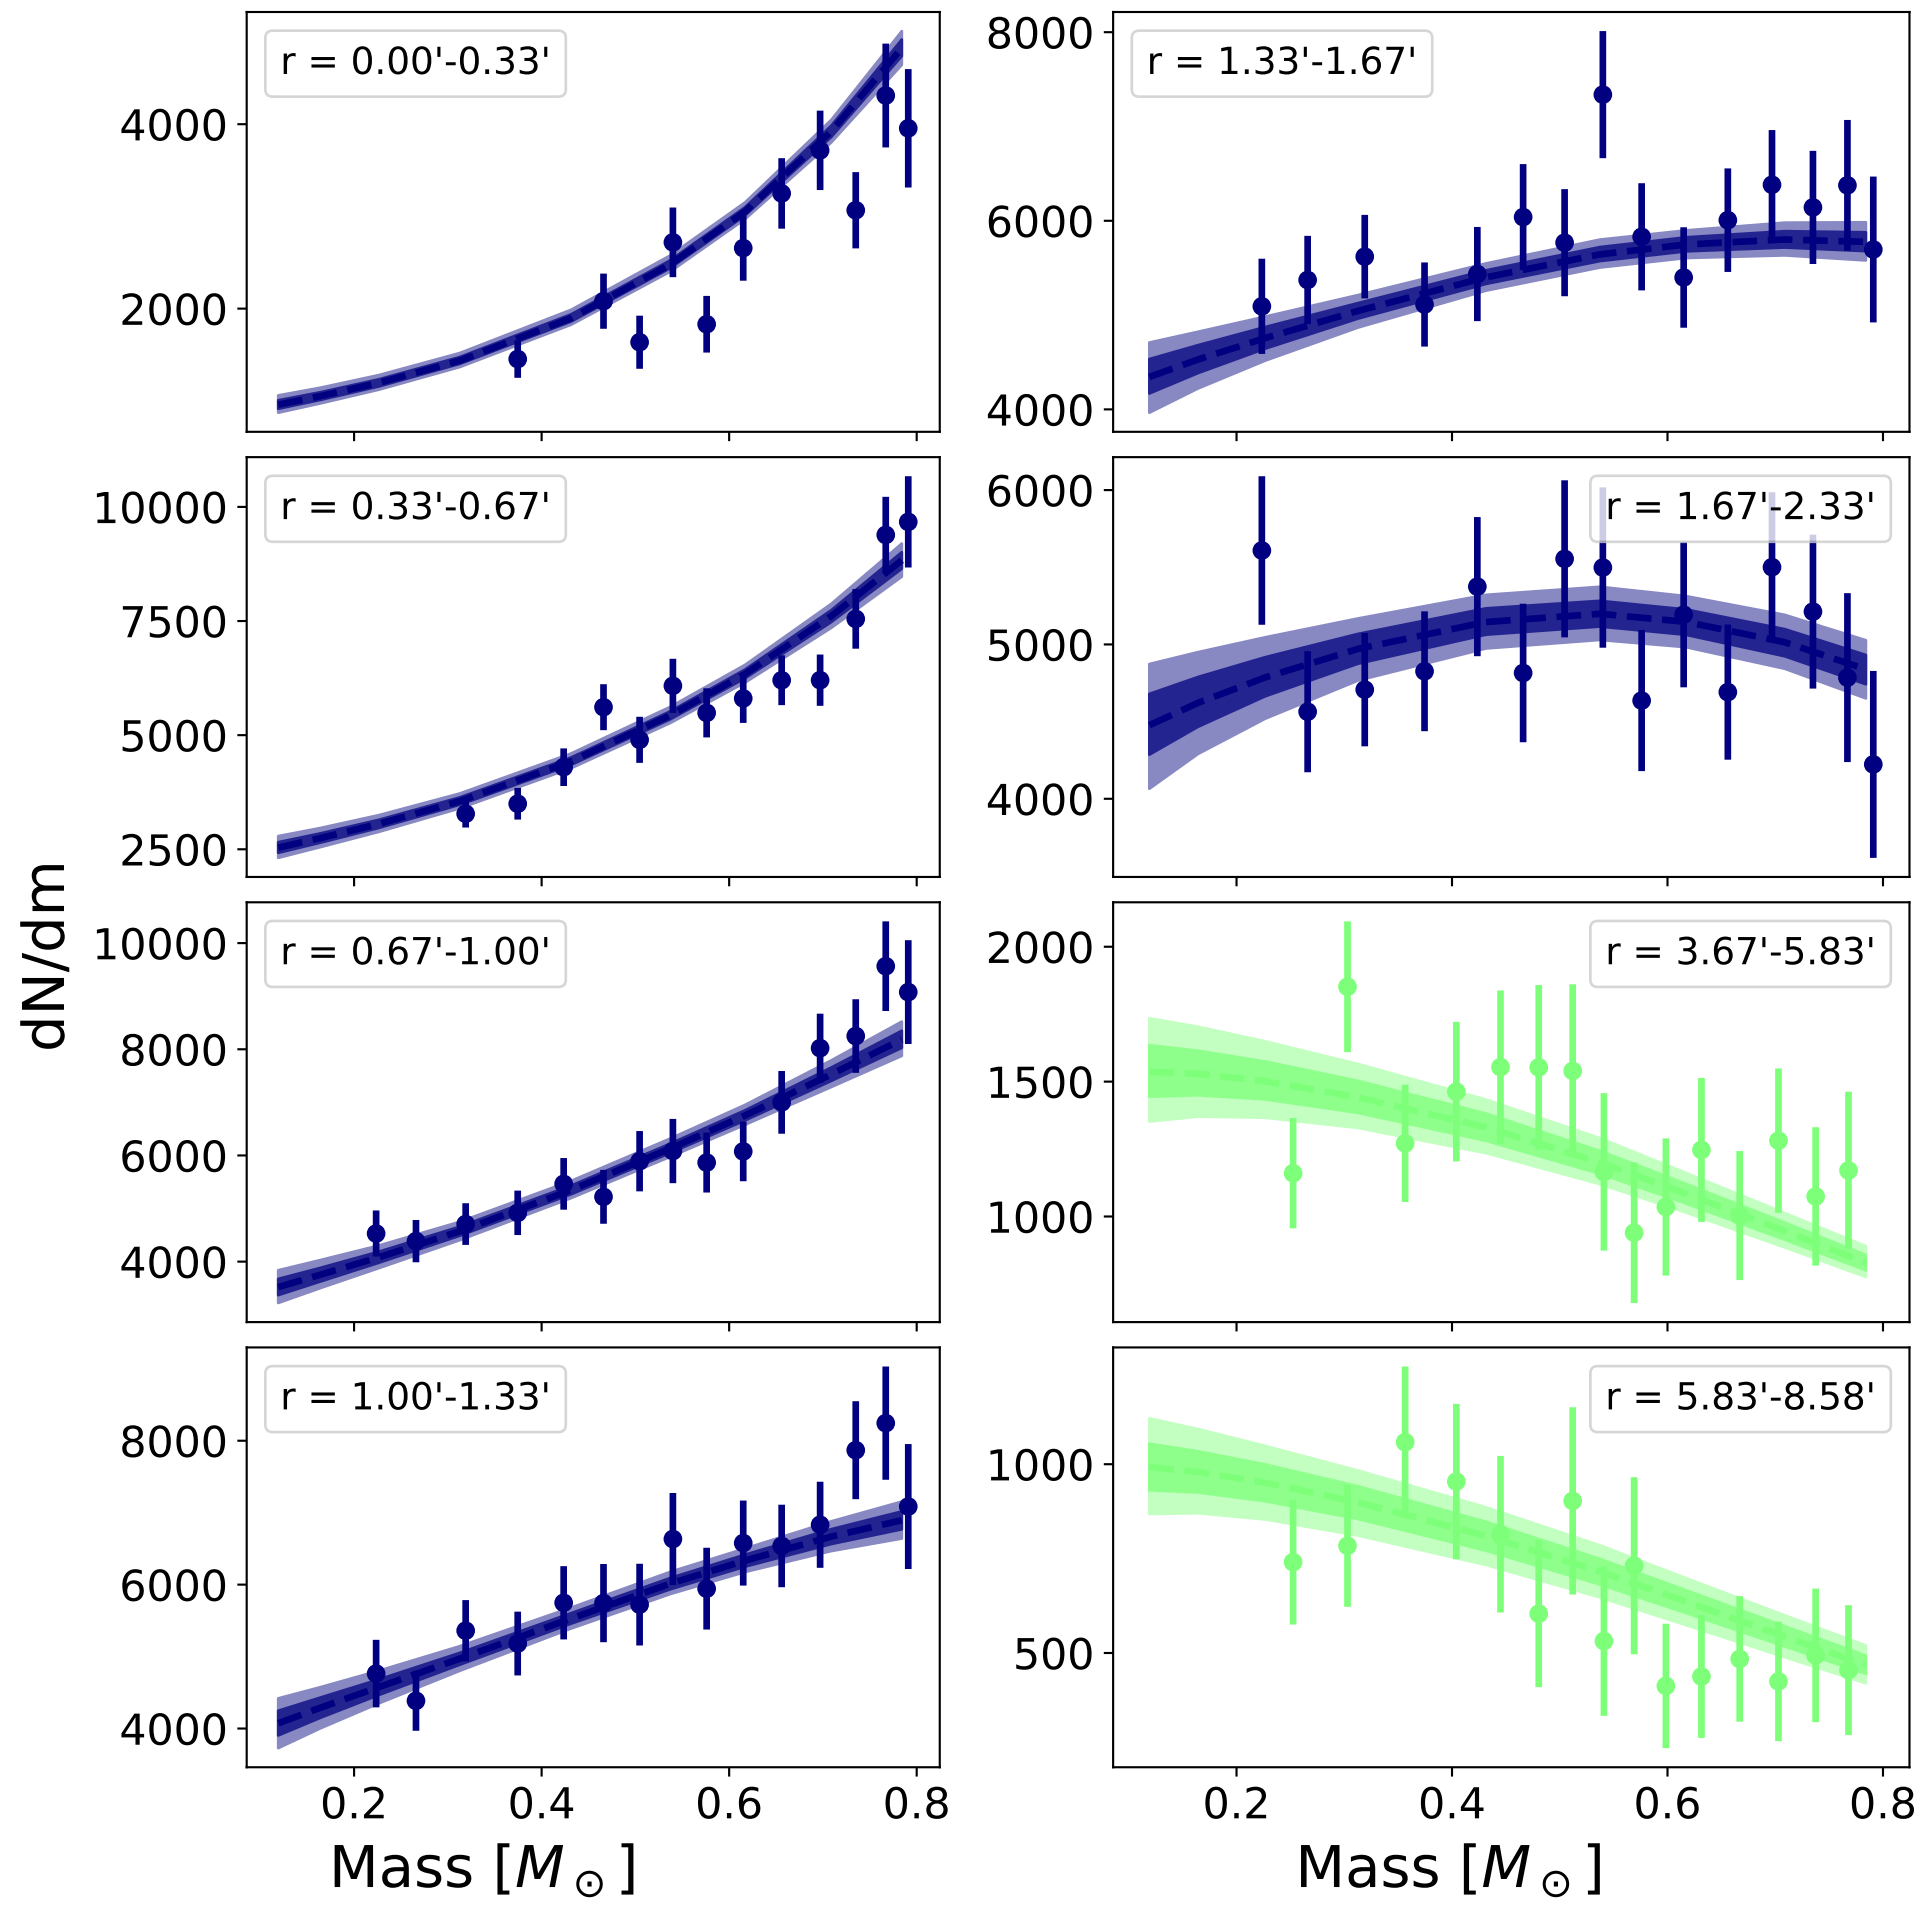 r = 0.00'-0.33'
4000
2000
r = 1.33'-1.67'
8000
6000
4000
r = 0.33'-0.67'
10000
7500
5000
2500
r = 1.67'-2.33'
6000
5000
4000
dN/dm
r = 0.67'-1.00'
10000
8000
6000
4000
r = 3.67'-5.83'
2000
1500
1000
r = 1.00'-1.33'
8000
6000
4000
r = 5.83'-8.58'
1000
500
0.2 0.4 0.6 0.8
0.2 0.4 0.6 0.8
Mass [M⊙]
Mass [M⊙]